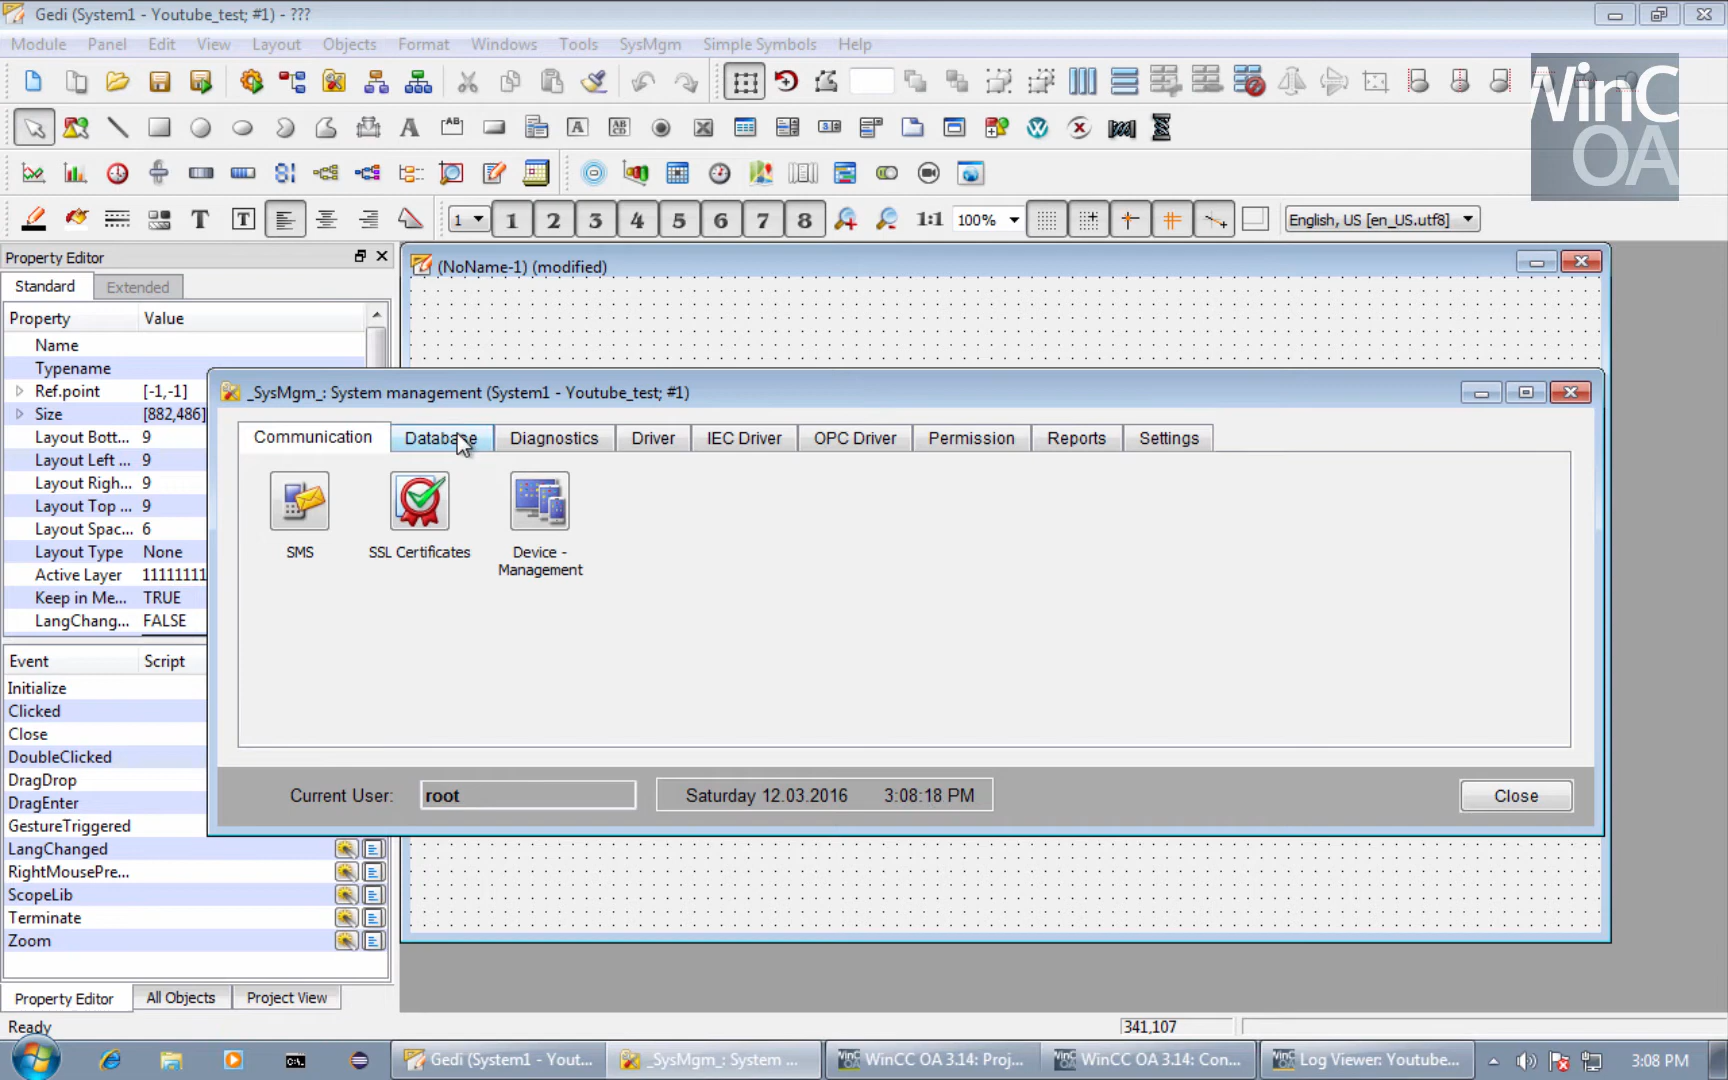 Gedi (System1 - Youtube_test; #1) - ???
Module Panel Edit View Layout Objects Format Windows Tools SysMgm Simple Symbols Help
WinC
OA
1 1 2 3 4 5 6 7 8 1:1 100% English, US [en_US.utf8]
Property Editor
Standard Extended
(NoName-1) (modified)
Property Value
Name
Typename
Ref.point [-1,-1]
Size [882,486]
Layout Bott... 9
Layout Left ... 9
Layout Righ... 9
Layout Top ... 9
Layout Spac... 6
Layout Type None
Active Layer 11111111
Keep in Me... TRUE
LangChang... FALSE
_SysMgm_: System management (System1 - Youtube_test; #1)
Communication Database Diagnostics Driver IEC Driver OPC Driver Permission Reports Settings
SMS
SSL Certificates
Device -
Management
Current User: root Saturday 12.03.2016 3:08:18 PM Close
Event Script
Initialize
Clicked
Close
DoubleClicked
DragDrop
DragEnter
GestureTriggered
LangChanged
RightMousePre...
ScopeLib
Terminate
Zoom
Property Editor All Objects Project View
Ready 341,107
Gedi (System1 - Yout... _SysMgm_: System ... WinCC OA 3.14: Proj... WinCC OA 3.14: Con... Log Viewer: Youtube... 3:08 PM